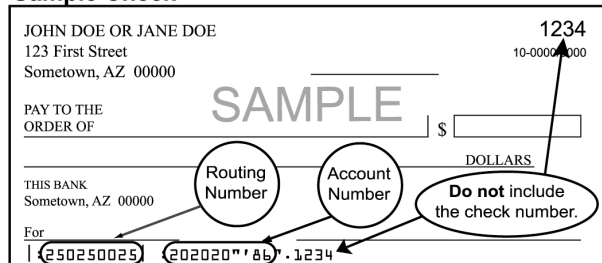 JOHN DOE OR JANE DOE
1234
123 First Street
10-0000/0000
Sometown, AZ 00000
SAMPLE
PAY TO THE
ORDER OF
$
DOLLARS
Routing
Number
Account
Number
THIS BANK
Sometown, AZ 00000
Do not include
the check number.
For
250250025 202020"'86".1234